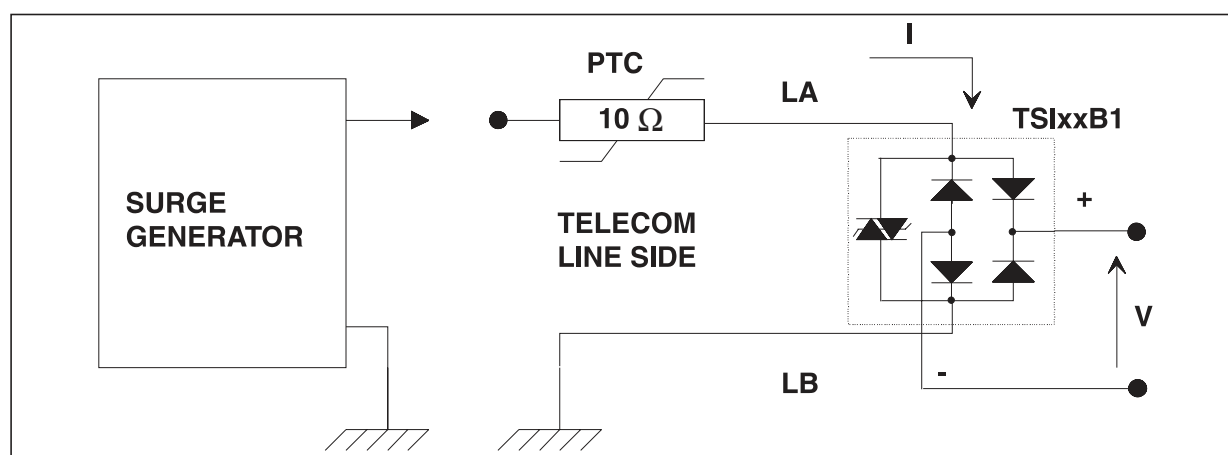 I
PTC
LA
10 Ω
TSIxxB1
SURGE
GENERATOR
+
TELECOM
LINE SIDE
V
-
LB